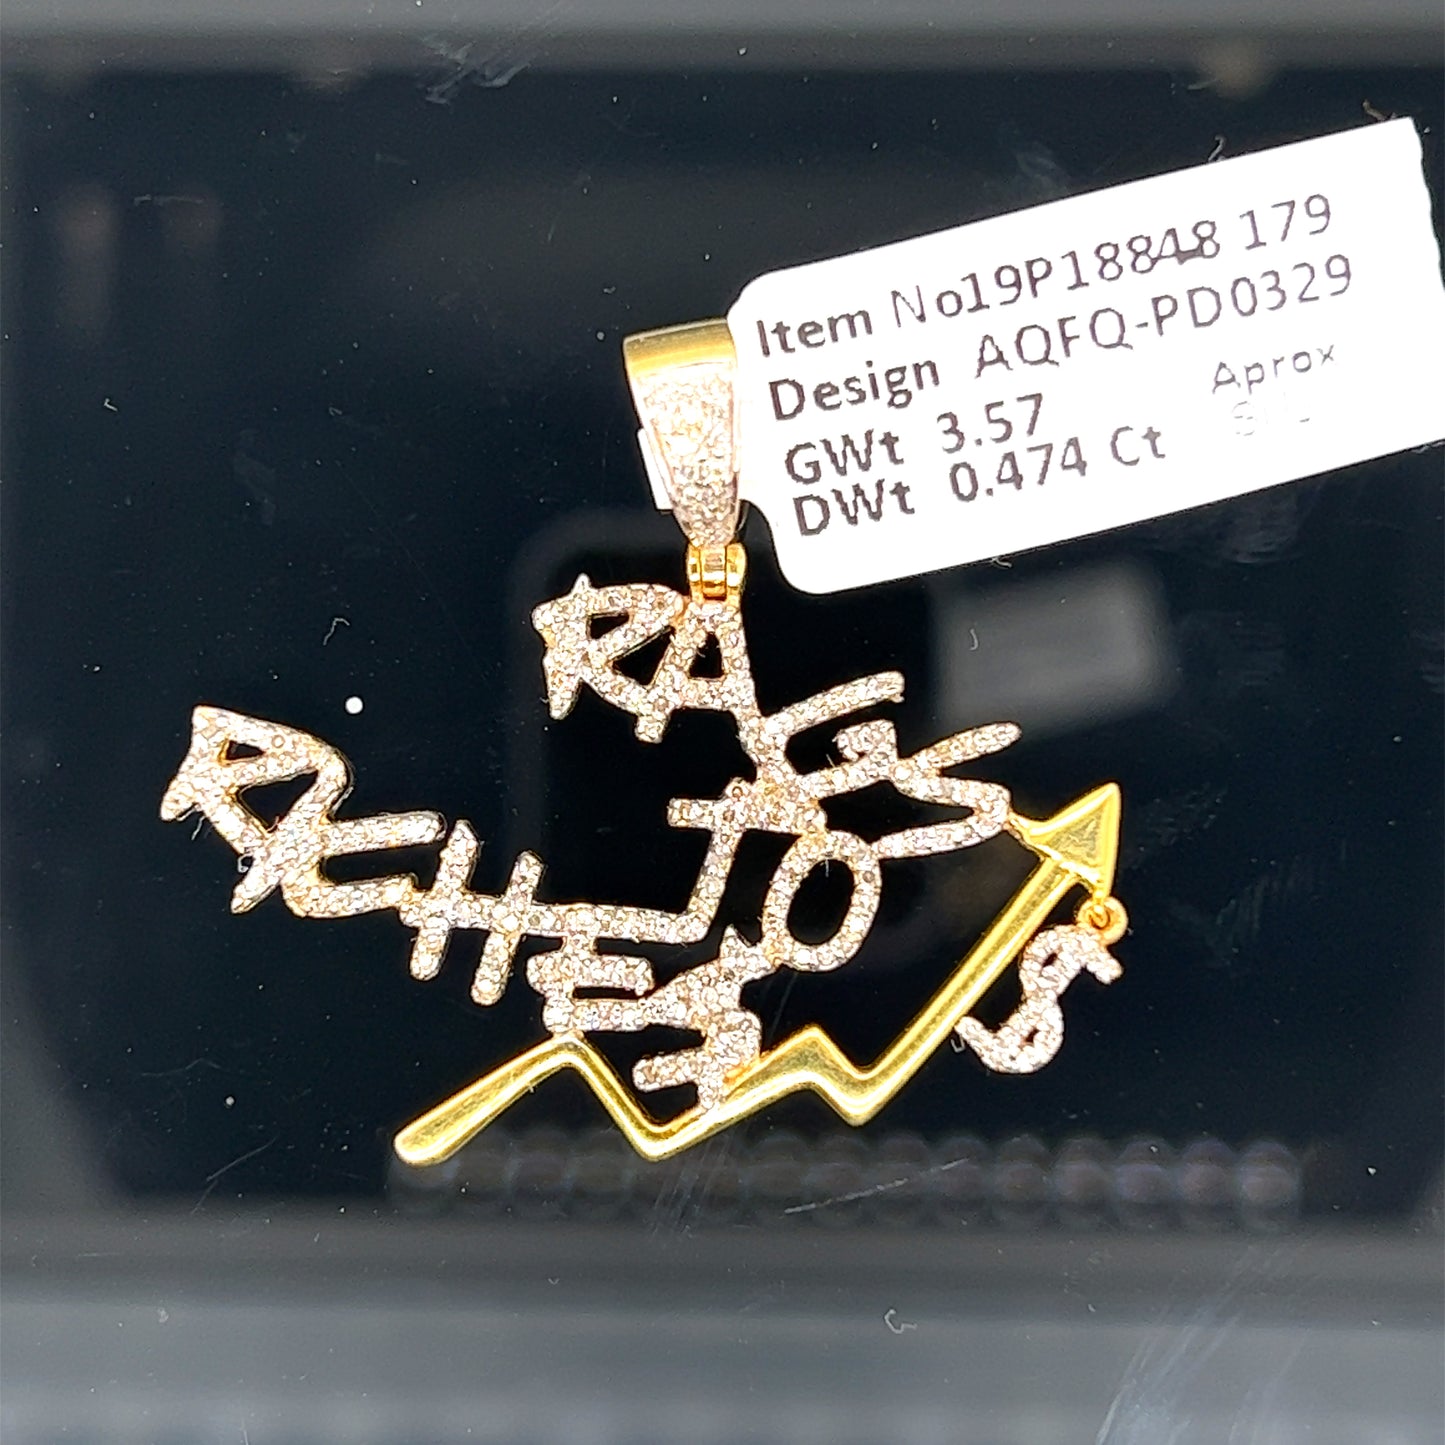 Item No19P18848 179
Design AQFQ-PD0329
GWt 3.57 Aprox
DWt 0.474 Ct
RAGS
TO
RICHES
$